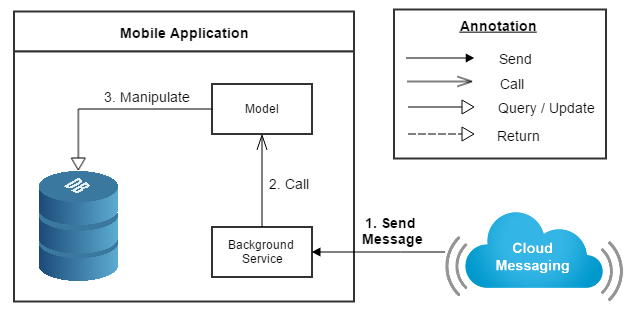 Mobile Application
Annotation
Send
Call
Query / Update
Return
3. Manipulate
Model
DB
2. Call
1. Send
Message
Background
Service
Cloud
Messaging